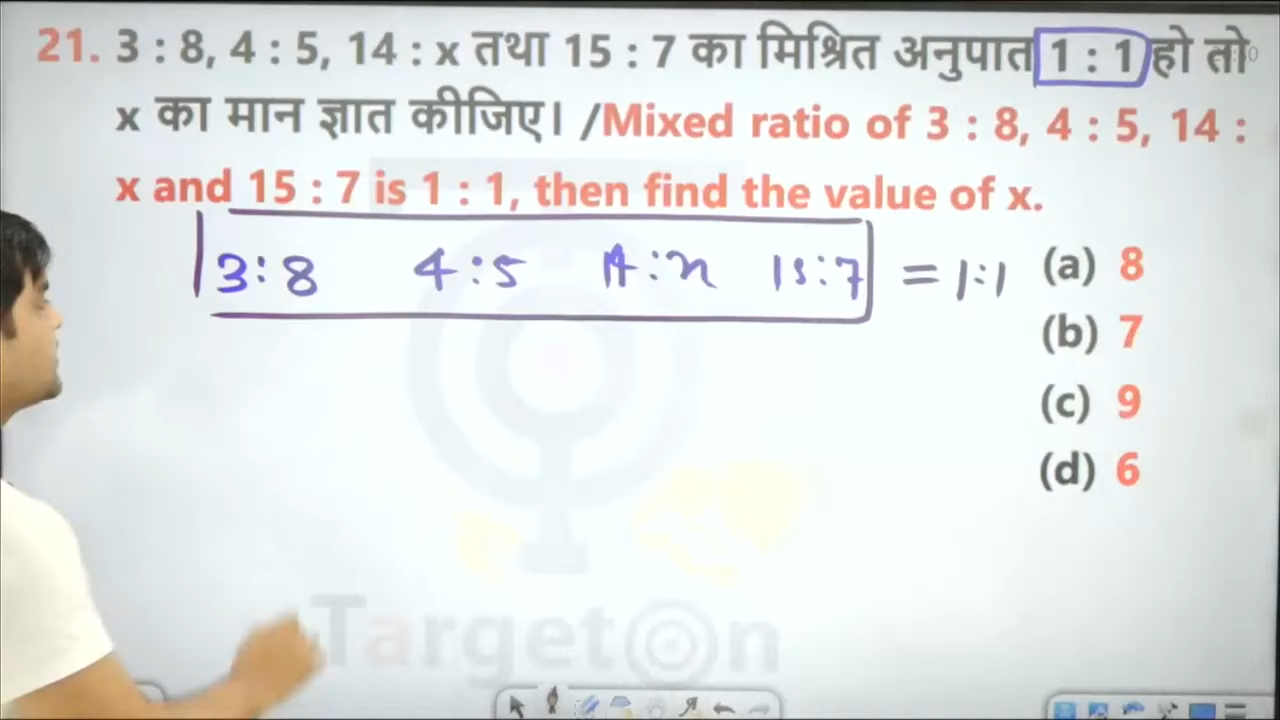 21. 3 : 8, 4 : 5, 14 : x तथा 15 : 7 का मिश्रित अनुपात 1 : 1 हो तो
x का मान ज्ञात कीजिए। /Mixed ratio of 3 : 8, 4 : 5, 14 :
x and 15 : 7 is 1 : 1, then find the value of x.
3:8 4:5 14:x 15:7 = 1:1
(a) 8
(b) 7
(c) 9
(d) 6
TargetOn